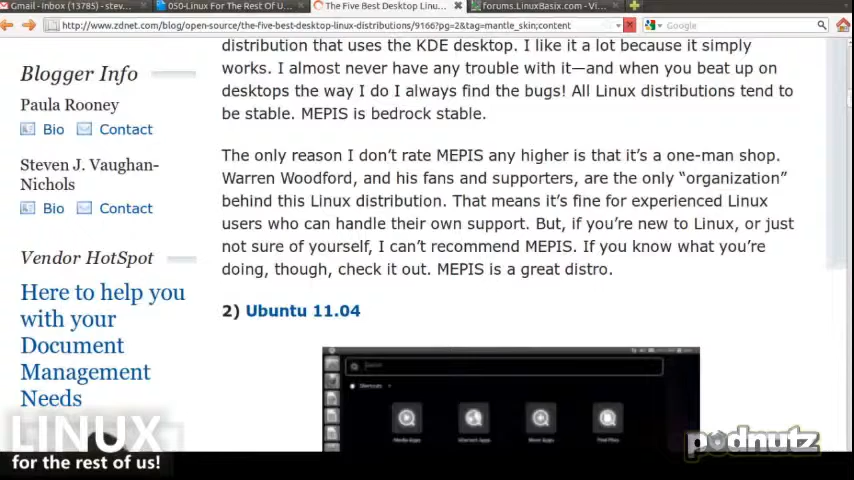 Gmail - Inbox (13785) - stev...
050-Linux For The Rest Of U...
The Five Best Desktop Linu...
forums.LinuxBasix.com - Vi...
http://www.zdnet.com/blog/open-source/the-five-best-desktop-linux-distributions/9166?pg=2&tag=mantle_skin;content
Google
distribution that uses the KDE desktop. I like it a lot because it simply
works. I almost never have any trouble with it—and when you beat up on
desktops the way I do I always find the bugs! All Linux distributions tend to
be stable. MEPIS is bedrock stable.
The only reason I don't rate MEPIS any higher is that it's a one-man shop.
Warren Woodford, and his fans and supporters, are the only “organization”
behind this Linux distribution. That means it's fine for experienced Linux
users who can handle their own support. But, if you're new to Linux, or just
not sure of yourself, I can't recommend MEPIS. If you know what you're
doing, though, check it out. MEPIS is a great distro.
2) Ubuntu 11.04
Shortcuts
Media Apps
Internet Apps
More Apps
Find Files
Blogger Info
Paula Rooney
Bio Contact
Steven J. Vaughan-
Nichols
Bio Contact
Vendor HotSpot
Here to help you
with your
Document
Management
Needs
LINUX
for the rest of us!
podnutz